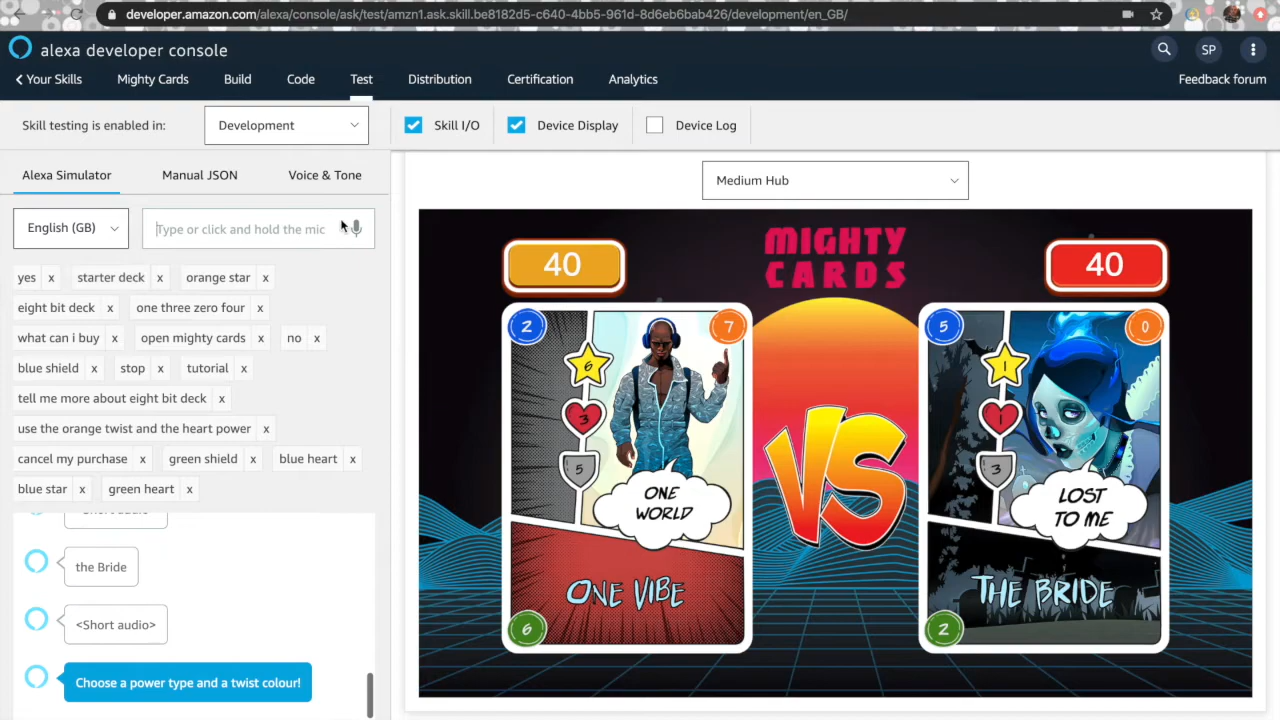 developer.amazon.com/alexa/console/ask/test/amzn1.ask.skill.be8182d5-c640-4bb5-961d-8d6eb6bab426/development/en_GB/
alexa developer console
SP
Your Skills
Mighty Cards
Build
Code
Test
Distribution
Certification
Analytics
Feedback forum
Skill testing is enabled in:
Development
Skill I/O
Device Display
Device Log
Alexa Simulator
Manual JSON
Voice & Tone
Medium Hub
English (GB)
Type or click and hold the mic
yes x
starter deck x
orange star x
eight bit deck x
one three zero four x
what can i buy x
open mighty cards x
no x
blue shield x
stop x
tutorial x
tell me more about eight bit deck x
use the orange twist and the heart power x
cancel my purchase x
green shield x
blue heart x
blue star x
green heart x
<Short audio>
the Bride
<Short audio>
Choose a power type and a twist colour!
40
MIGHTY
CARDS
40
2
7
6
3
5
ONE
WORLD
ONE VIBE
6
VS
5
0
1
1
3
LOST
TO ME
THE BRIDE
2